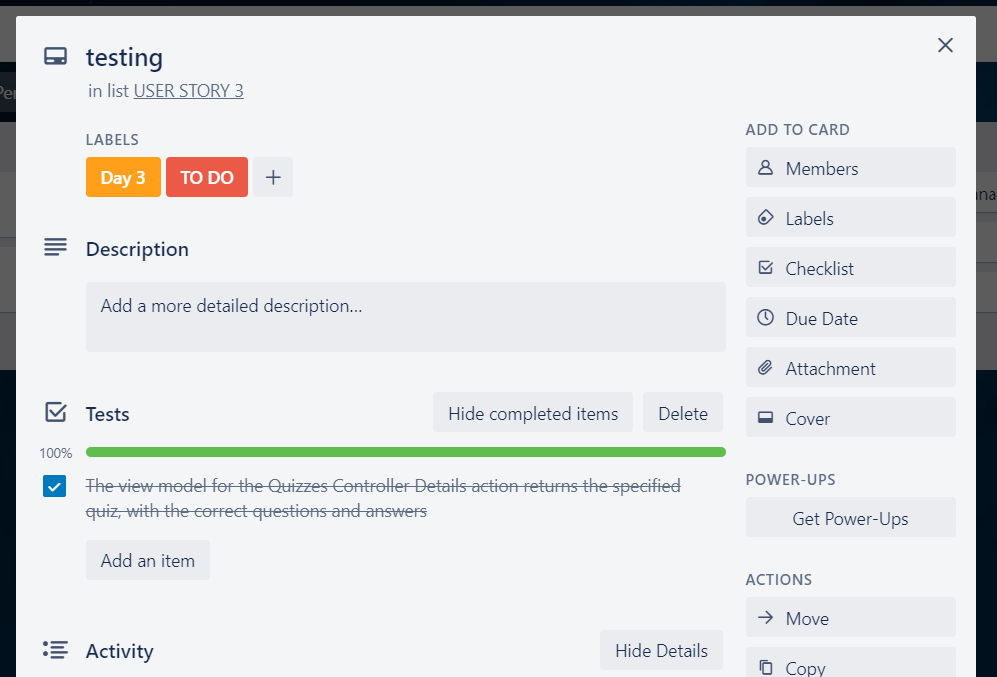 testing
in list USER STORY 3
LABELS
Day 3
TO DO
Description
Add a more detailed description…
Tests
Hide completed items
Delete
100%
The view model for the Quizzes Controller Details action returns the specified
quiz, with the correct questions and answers
Add an item
Activity
Hide Details
ADD TO CARD
Members
Labels
Checklist
Due Date
Attachment
Cover
POWER-UPS
Get Power-Ups
ACTIONS
Move
Copy